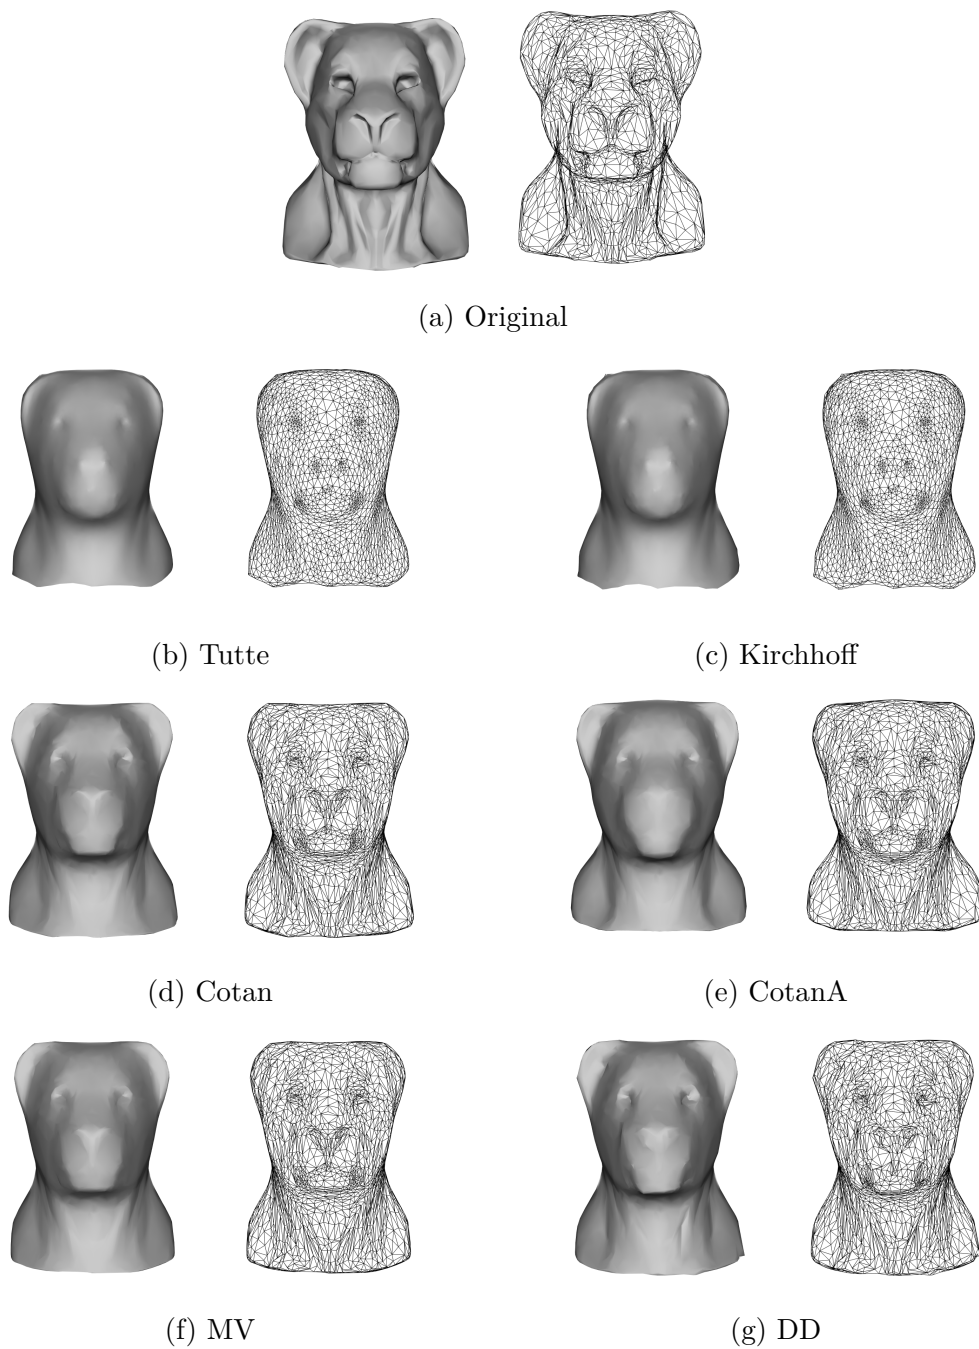 (a) Original
(b) Tutte
(c) Kirchhoff
(d) Cotan
(e) CotanA
(f) MV
(g) DD